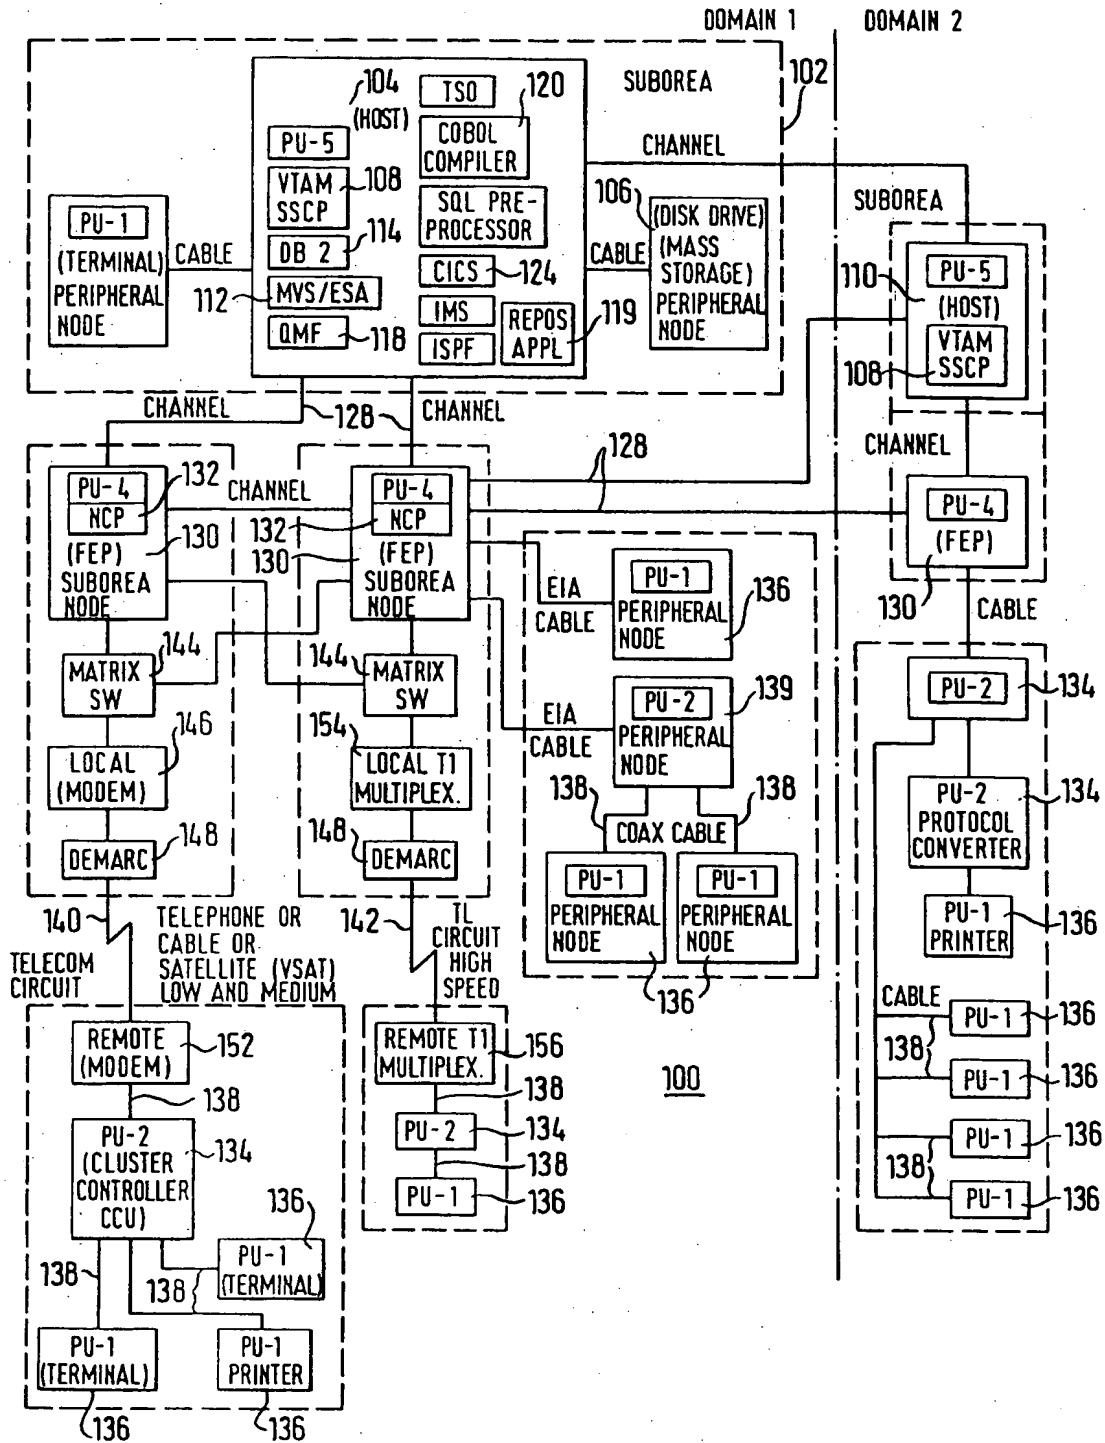 DOMAIN 1
DOMAIN 2
102
SUBOREA
104
(HOST)
PU-5
VTAM
SSCP
108
DB 2
114
112
MVS/ESA
QMF
118
TSO
120
COBOL
COMPILER
SQL PRE-
PROCESSOR
CICS
124
IMS
ISPF
REPOS
APPL
119
PU-1
(TERMINAL)
PERIPHERAL
NODE
CABLE
CABLE
106
(DISK DRIVE)
(MASS
STORAGE)
PERIPHERAL
NODE
CHANNEL
SUBOREA
110
PU-5
(HOST)
VTAM
SSCP
108
CHANNEL
PU-4
(FEP)
130
CABLE
CHANNEL
128
CHANNEL
PU-4
NCP
132
(FEP)
130
SUBOREA
NODE
CHANNEL
PU-4
NCP
132
(FEP)
130
SUBOREA
NODE
128
144
MATRIX
SW
144
MATRIX
SW
146
LOCAL
(MODEM)
154
LOCAL T1
MULTIPLEX.
148
DEMARC
148
DEMARC
EIA
CABLE
PU-1
PERIPHERAL
NODE
136
EIA
CABLE
PU-2
PERIPHERAL
NODE
139
138
138
COAX CABLE
PU-1
PERIPHERAL
NODE
PU-1
PERIPHERAL
NODE
136
PU-2
134
PU-2
PROTOCOL
CONVERTER
134
PU-1
PRINTER
136
CABLE
138
PU-1
136
PU-1
136
138
PU-1
136
PU-1
136
140
TELEPHONE OR
CABLE OR
SATELLITE (VSAT)
LOW AND MEDIUM
TELECOM
CIRCUIT
142
TL
CIRCUIT
HIGH
SPEED
REMOTE
(MODEM)
152
138
PU-2
(CLUSTER
CONTROLLER
CCU)
134
136
PU-1
(TERMINAL)
138
138
PU-1
(TERMINAL)
136
PU-1
PRINTER
136
REMOTE T1
MULTIPLEX.
156
138
PU-2
134
138
PU-1
136
100